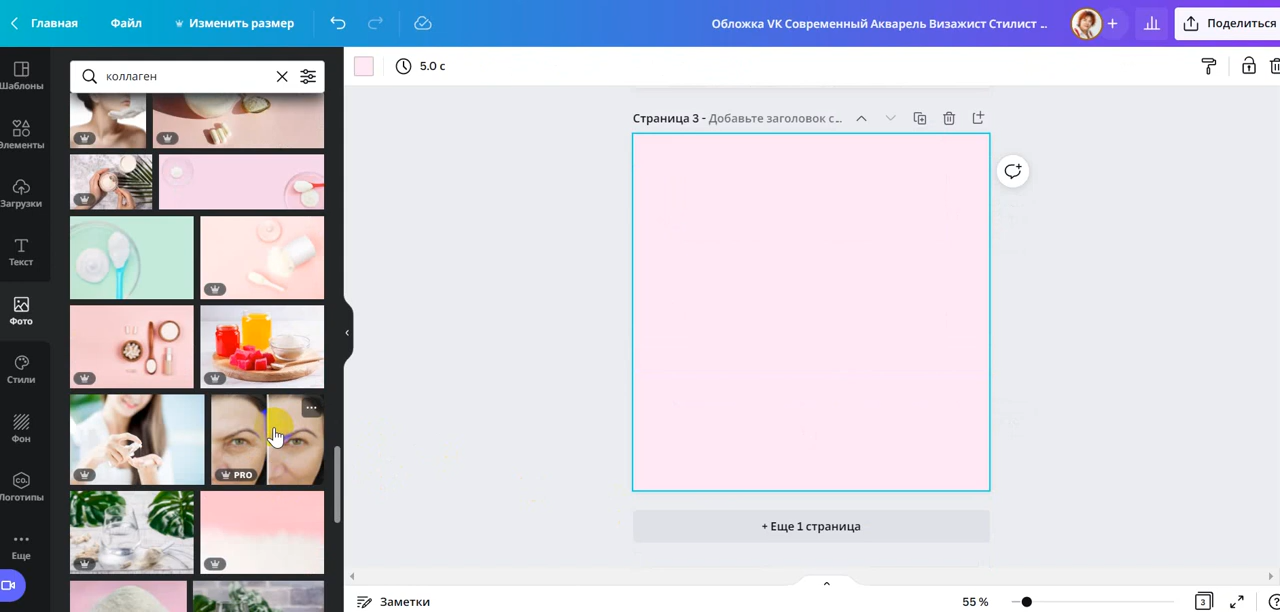 Главная
Файл
Изменить размер
Обложка VK Современный Акварель Визажист Стилист ...
Поделиться
коллаген
5.0 с
Шаблоны
Элементы
Загрузки
Текст
Фото
Стили
Фон
Логотипы
Еще
PRO
Страница 3 - Добавьте заголовок с...
+ Еще 1 страница
Заметки
55 %
3